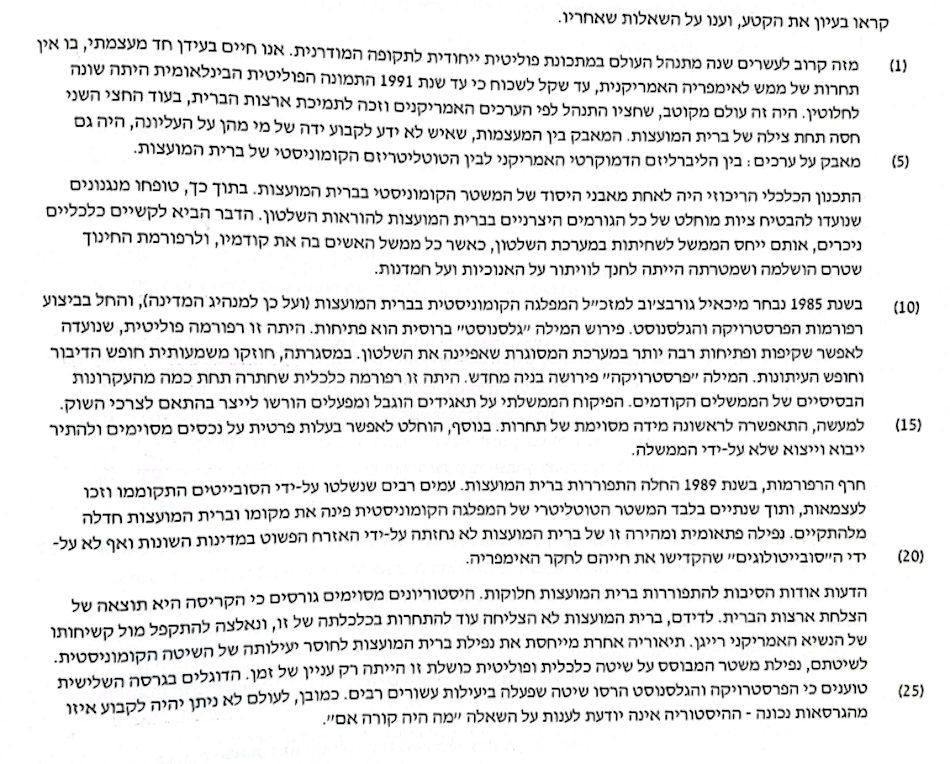 קראו בעיון את הקטע, וענו על השאלות שאחריו.
(1) מזה קרוב לעשרים שנה מתנהל העולם במתכונת פוליטית ייחודית לתקופה המודרנית. אנו חיים בעידן חד מעצמתי, בו אין
תחרות של ממש לאימפריה האמריקנית, עד שקל לשכוח כי עד שנת 1991 התמונה הפוליטית הבינלאומית היתה שונה
לחלוטין. היה זה עולם מקוטב, שחציו התנהל לפי הערכים האמריקנים וזכה לתמיכת ארצות הברית, בעוד החצי השני
חסה תחת צילה של ברית המועצות. המאבק בין המעצמות, שאיש לא ידע לקבוע ידה של מי מהן על העליונה, היה גם
(5) מאבק על ערכים: בין הליברליזם הדמוקרטי האמריקני לבין הטוטליטריזם הקומוניסטי של ברית המועצות.
התכנון הכלכלי הריכוזי היה לאחת מאבני היסוד של המשטר הקומוניסטי בברית המועצות. בתוך כך, טופחו מנגנונים
שנועדו להבטיח ציות מוחלט של כל הגורמים היצרניים בברית המועצות להוראות השלטון. הדבר הביא לקשיים כלכליים
ניכרים, אותם ייחס הממשל לשחיתות במערכת השלטון, כאשר כל ממשל האשים בה את קודמיו, ולרפורמת החינוך
שטרם הושלמה ושמטרתה הייתה לחנך לוויתור על האנוכיות ועל חמדנות.
(10) בשנת 1985 נבחר מיכאיל גורבצ'וב למזכ"ל המפלגה הקומוניסטית בברית המועצות (ועל כן למנהיג המדינה), והחל בביצוע
רפורמות הפרסטרויקה והגלסנוסט. פירוש המילה "גלסנוסט" ברוסית הוא פתיחות. היתה זו רפורמה פוליטית, שנועדה
לאפשר שקיפות ופתיחות רבה יותר במערכת המסוגרת שאפיינה את השלטון. במסגרתה, חוזקו משמעותית חופש הדיבור
וחופש העיתונות. המילה "פרסטרויקה" פירושה בניה מחדש. היתה זו רפורמה כלכלית שחתרה תחת כמה מהעקרונות
הבסיסיים של הממשלים הקודמים. הפיקוח הממשלתי על תאגידים הוגבל ומפעלים הורשו לייצר בהתאם לצרכי השוק.
(15) למעשה, התאפשרה לראשונה מידה מסוימת של תחרות. בנוסף, הוחלט לאפשר בעלות פרטית על נכסים מסוימים ולהתיר
ייבוא וייצוא שלא על-ידי הממשלה.
חרף הרפורמות, בשנת 1989 החלה התפוררות ברית המועצות. עמים רבים שנשלטו על-ידי הסובייטים התקוממו וזכו
לעצמאות, ותוך שנתיים בלבד המשטר הטוטליטרי של המפלגה הקומוניסטית פינה את מקומו וברית המועצות חדלה
מלהתקיים. נפילה פתאומית ומהירה זו של ברית המועצות לא נחזתה על-ידי האזרח הפשוט במדינות השונות ואף לא על-
(20) ידי ה"סובייטולוגים" שהקדישו את חייהם לחקר האימפריה.
הדעות אודות הסיבות להתפוררות ברית המועצות חלוקות. היסטוריונים מסוימים גורסים כי הקריסה היא תוצאה של
הצלחת ארצות הברית. לדידם, ברית המועצות לא הצליחה עוד להתחרות בכלכלתה של זו, ונאלצה להתקפל מול קשיחותו
של הנשיא האמריקני רייגן. תיאוריה אחרת מייחסת את נפילת ברית המועצות לחוסר יעילותה של השיטה הקומוניסטית.
לשיטתם, נפילת משטר המבוסס על שיטה כלכלית ופוליטית כושלת זו הייתה רק עניין של זמן. הדוגלים בגרסה השלישית
(25) טוענים כי הפרסטרויקה והגלסנוסט הרסו שיטה שפעלה ביעילות עשורים רבים. כמובן, לעולם לא ניתן יהיה לקבוע איזו
מהגרסאות נכונה - ההיסטוריה אינה יודעת לענות על השאלה "מה היה קורה אם".